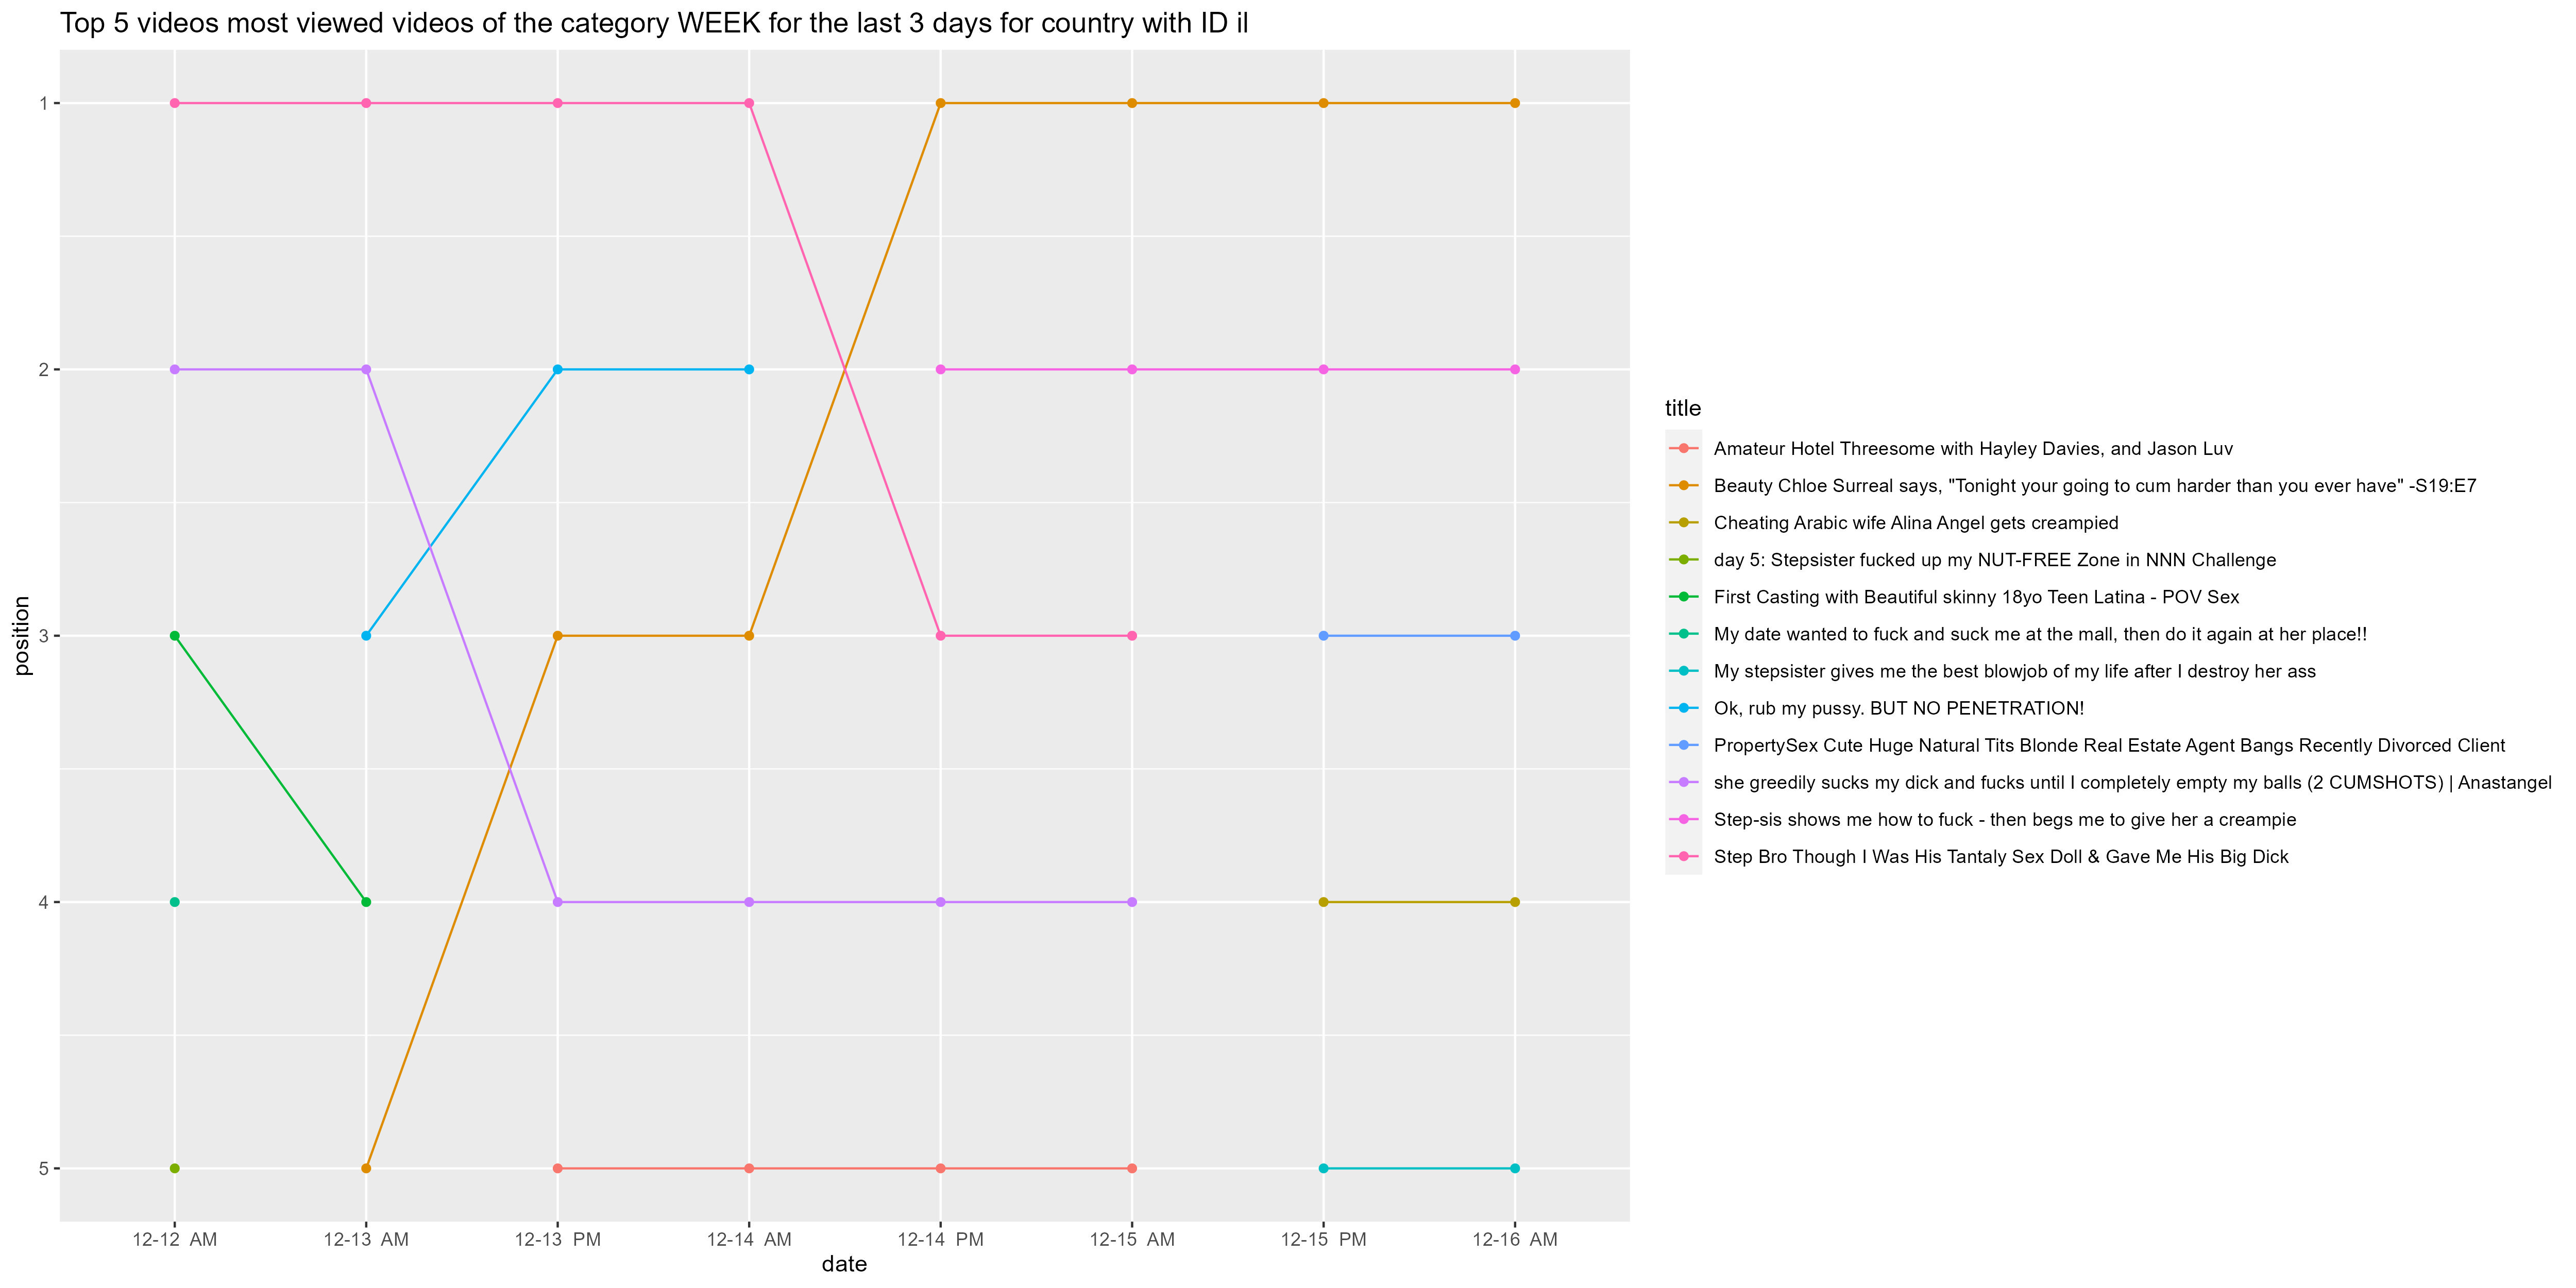 Top 5 videos most viewed videos of the category WEEK for the last 3 days for country with ID il
position
1
2
3
4
5
12-12 AM
12-13 AM
12-13 PM
12-14 AM
12-14 PM
12-15 AM
12-15 PM
12-16 AM
date
title
Amateur Hotel Threesome with Hayley Davies, and Jason Luv
Beauty Chloe Surreal says, "Tonight your going to cum harder than you ever have" -S19:E7
Cheating Arabic wife Alina Angel gets creampied
day 5: Stepsister fucked up my NUT-FREE Zone in NNN Challenge
First Casting with Beautiful skinny 18yo Teen Latina - POV Sex
My date wanted to fuck and suck me at the mall, then do it again at her place!!
My stepsister gives me the best blowjob of my life after I destroy her ass
Ok, rub my pussy. BUT NO PENETRATION!
PropertySex Cute Huge Natural Tits Blonde Real Estate Agent Bangs Recently Divorced Client
she greedily sucks my dick and fucks until I completely empty my balls (2 CUMSHOTS) | Anastangel
Step-sis shows me how to fuck - then begs me to give her a creampie
Step Bro Though I Was His Tantaly Sex Doll & Gave Me His Big Dick